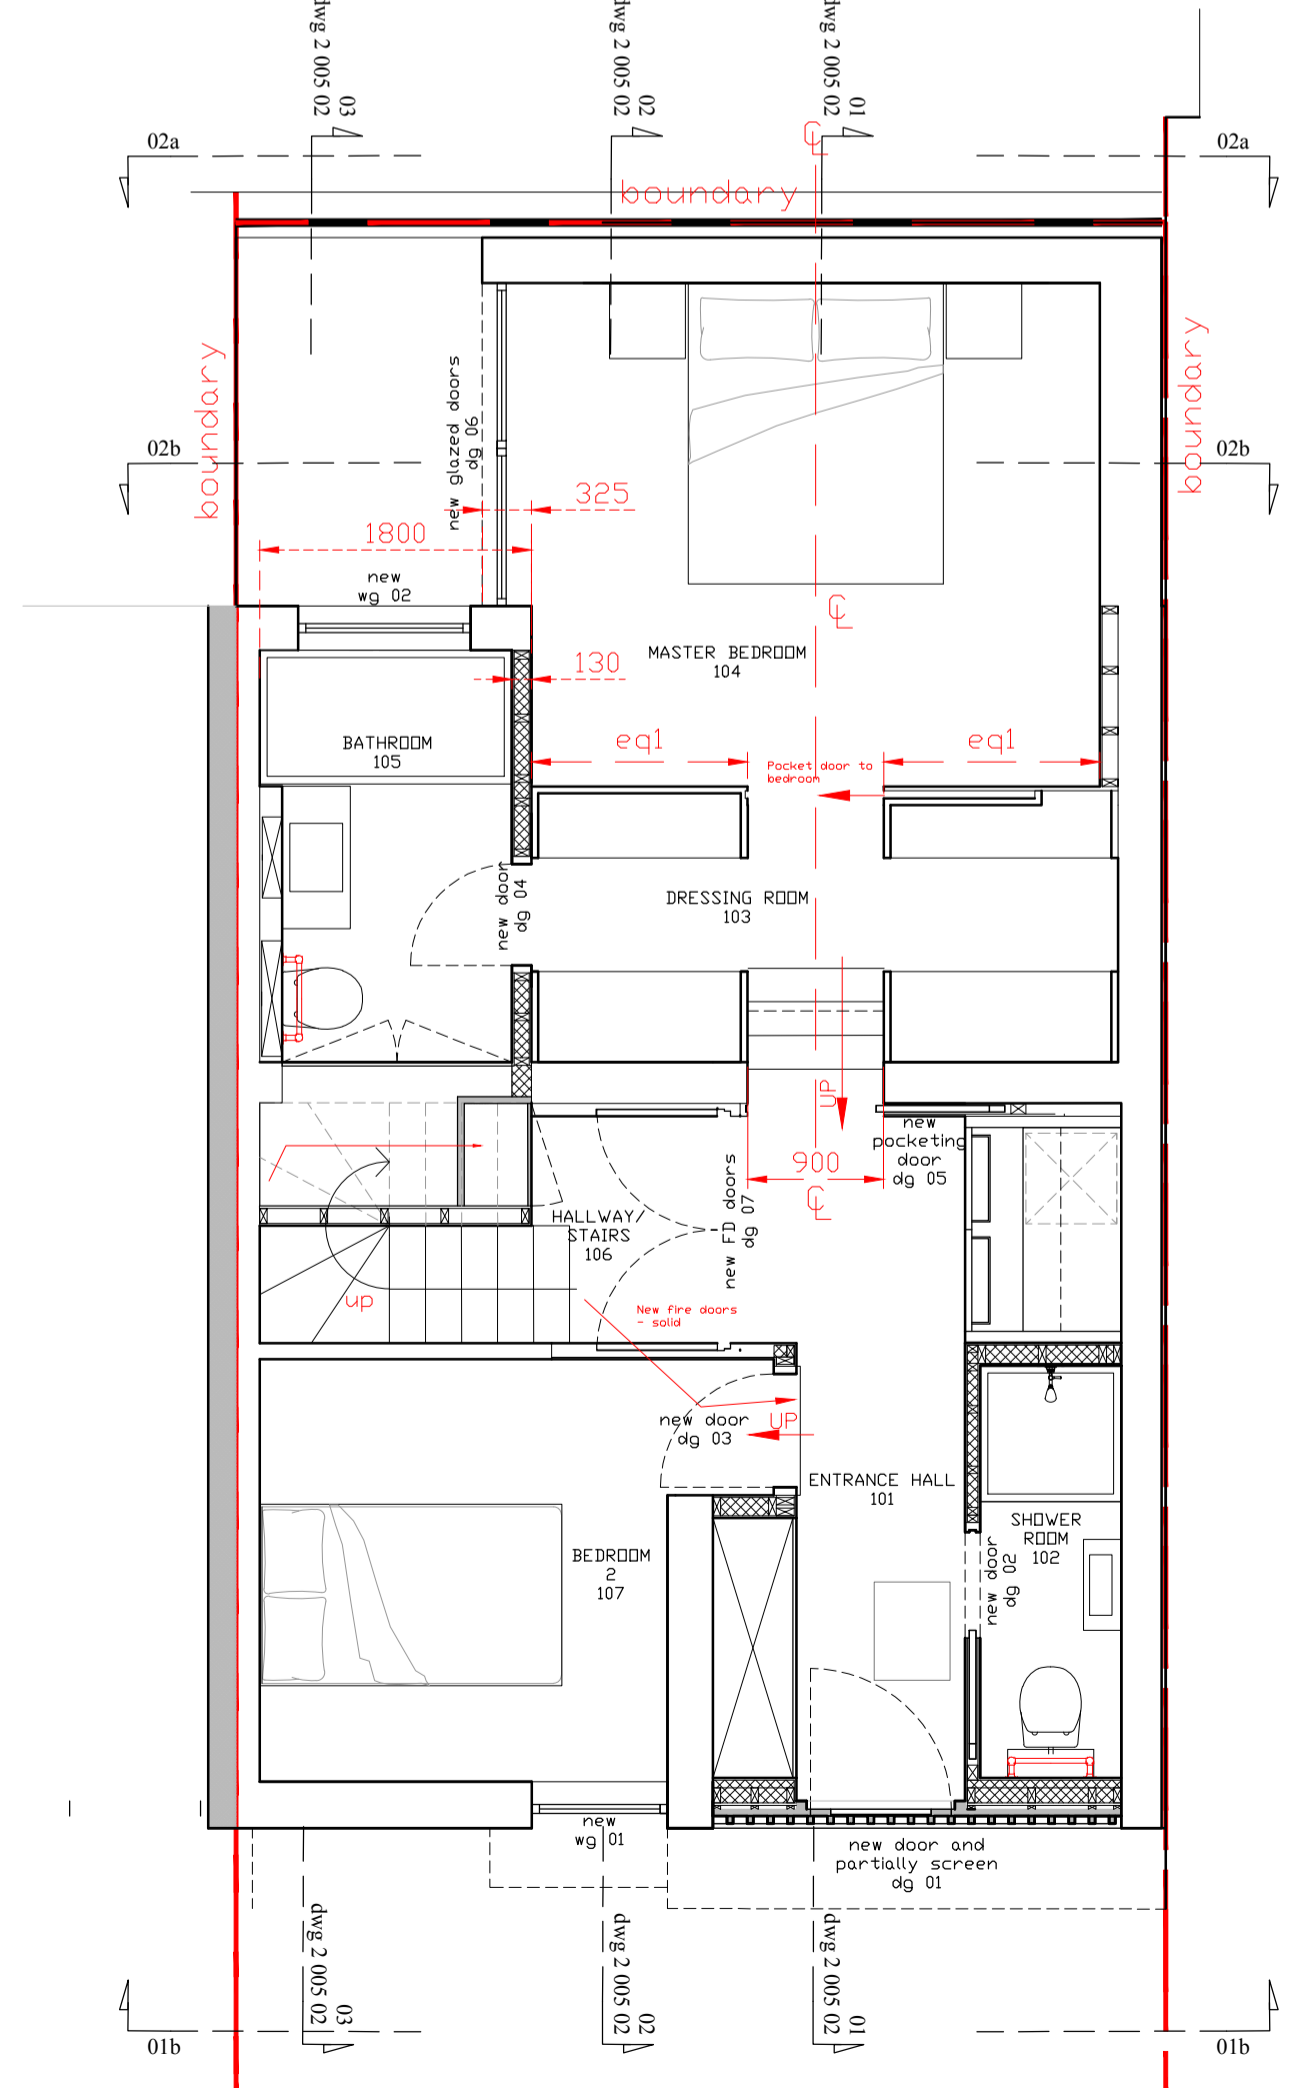 dwg 2 005 02
03
dwg 2 005 02
02
dwg 2 005 02
01
CL
02a
02a
boundary
boundary
boundary
02b
02b
new glazed doors
dg 06
325
1800
new
wg 02
CL
MASTER BEDROOM
104
130
BATHROOM
105
eq1
eq1
Pocket door to
bedroom
new door
dg 04
DRESSING ROOM
103
UP
new
pocketing
door
dg 05
900
CL
new FD doors
dg 07
HALLWAY/
STAIRS
106
up
New fire doors
- solid
new door
dg 03
UP
ENTRANCE HALL
101
SHOWER
ROOM
102
new door
dg 02
BEDROOM
2
107
new
wg 01
new door and
partially screen
dg 01
dwg 2 005 02
03
dwg 2 005 02
02
dwg 2 005 02
01
01b
01b